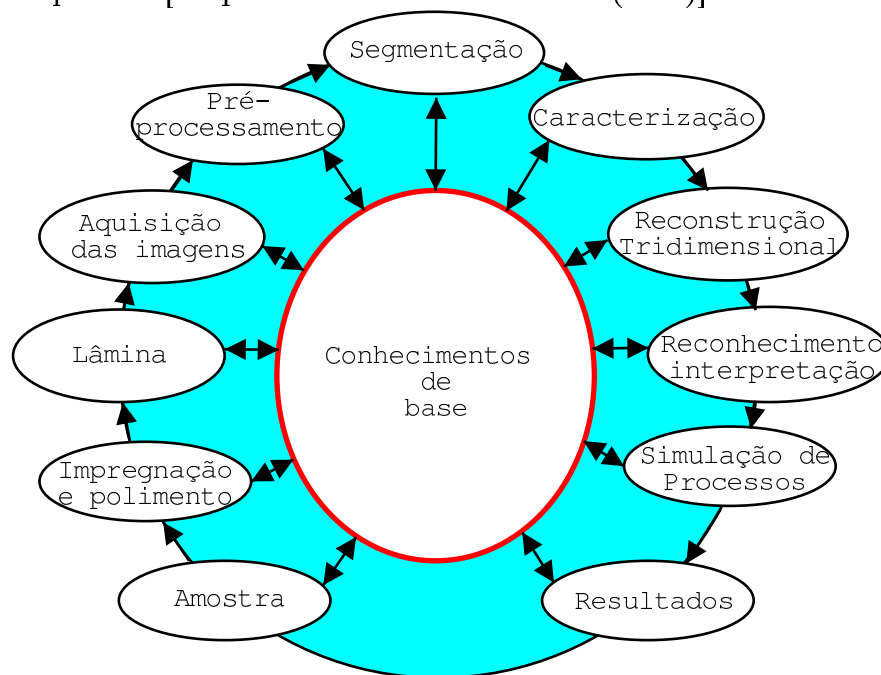 Segmentação
Pré-
processamento
Caracterização
Aquisição
das imagens
Reconstrução
Tridimensional
Lâmina
Conhecimentos
de
base
Reconhecimento
interpretação
Impregnação
e polimento
Simulação de
Processos
Amostra
Resultados